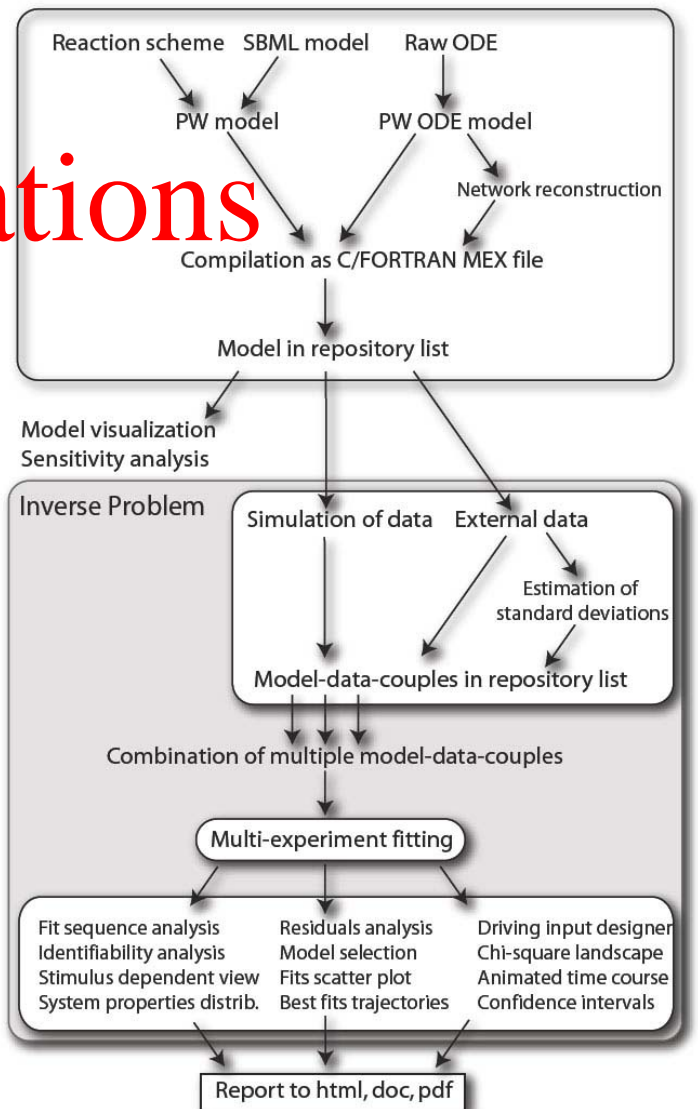 Reaction scheme SBML model Raw ODE
PW model PW ODE model
ations
Network reconstruction
Compilation as C/FORTRAN MEX file
Model in repository list
Model visualization
Sensitivity analysis
Inverse Problem
Simulation of data External data
Estimation of
standard deviations
Model-data-couples in repository list
Combination of multiple model-data-couples
Multi-experiment fitting
Fit sequence analysis
Identifiability analysis
Stimulus dependent view
System properties distrib.
Residuals analysis
Model selection
Fits scatter plot
Best fits trajectories
Driving input designer
Chi-square landscape
Animated time course
Confidence intervals
Report to html, doc, pdf